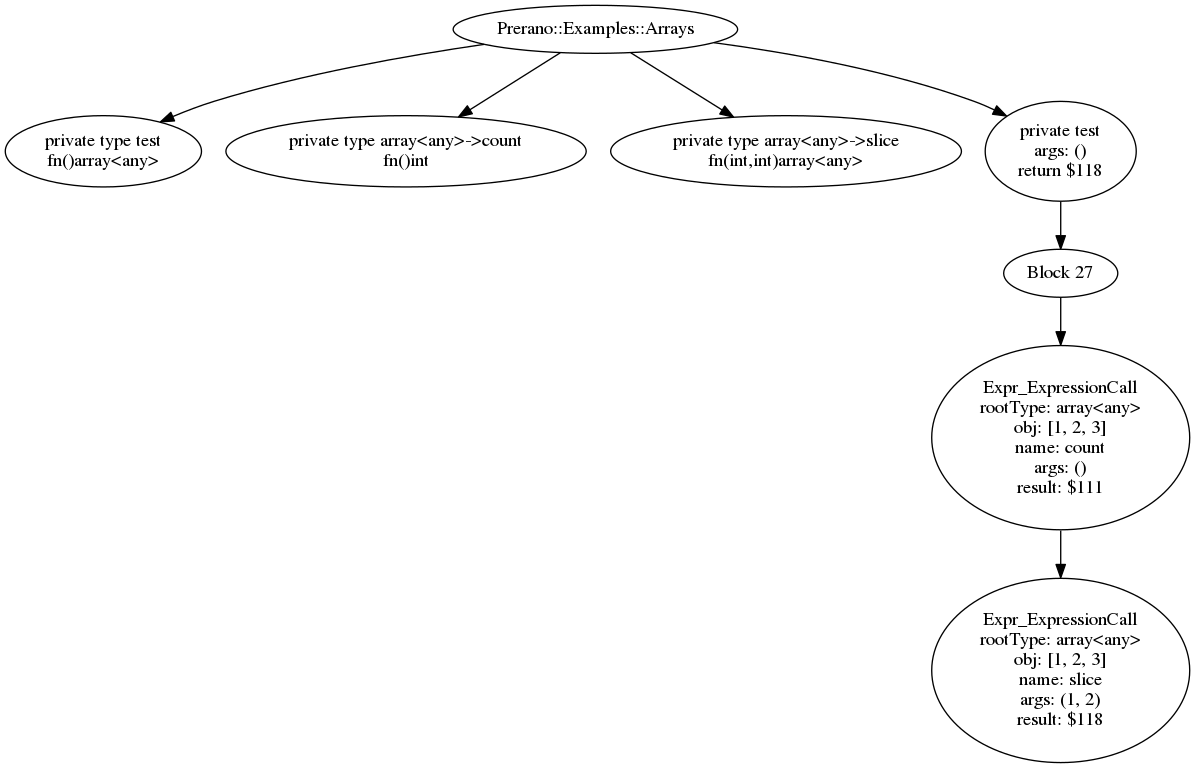 Prerano::Examples::Arrays
private type test
fn()array<any>
private type array<any>->count
fn()int
private type array<any>->slice
fn(int,int)array<any>
private test
args: ()
return $118
Block 27
Expr_ExpressionCall
rootType: array<any>
obj: [1, 2, 3]
name: count
args: ()
result: $111
Expr_ExpressionCall
rootType: array<any>
obj: [1, 2, 3]
name: slice
args: (1, 2)
result: $118